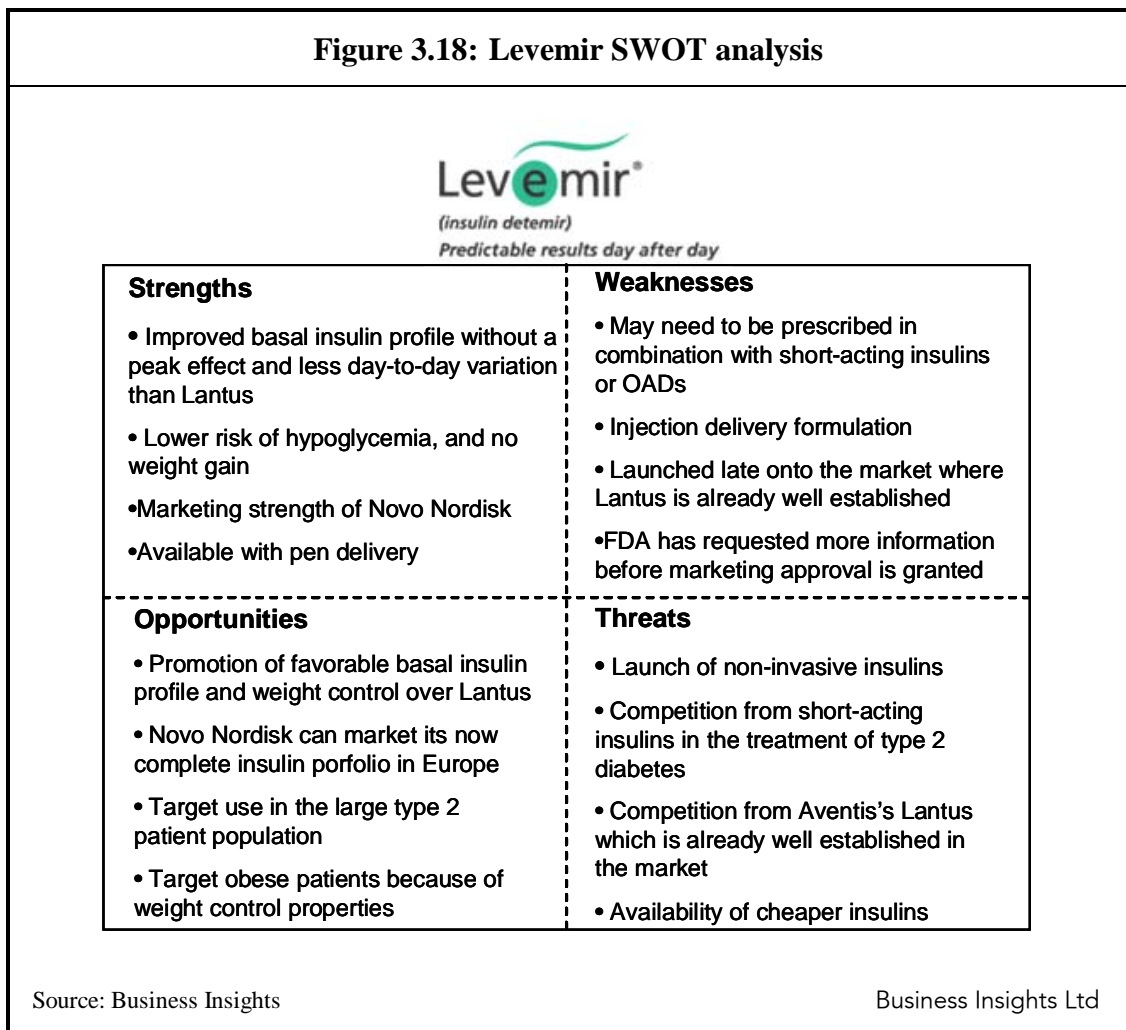 Figure 3.18: Levemir SWOT analysis
Levemir®
(insulin detemir)
Predictable results day after day
Strengths
• Improved basal insulin profile without a
peak effect and less day-to-day variation
than Lantus
• Lower risk of hypoglycemia, and no
weight gain
•Marketing strength of Novo Nordisk
•Available with pen delivery
Weaknesses
• May need to be prescribed in
combination with short-acting insulins
or OADs
• Injection delivery formulation
• Launched late onto the market where
Lantus is already well established
•FDA has requested more information
before marketing approval is granted
Opportunities
• Promotion of favorable basal insulin
profile and weight control over Lantus
• Novo Nordisk can market its now
complete insulin porfolio in Europe
• Target use in the large type 2
patient population
• Target obese patients because of
weight control properties
Threats
• Launch of non-invasive insulins
• Competition from short-acting
insulins in the treatment of type 2
diabetes
• Competition from Aventis's Lantus
which is already well established in
the market
• Availability of cheaper insulins
Source: Business Insights
Business Insights Ltd